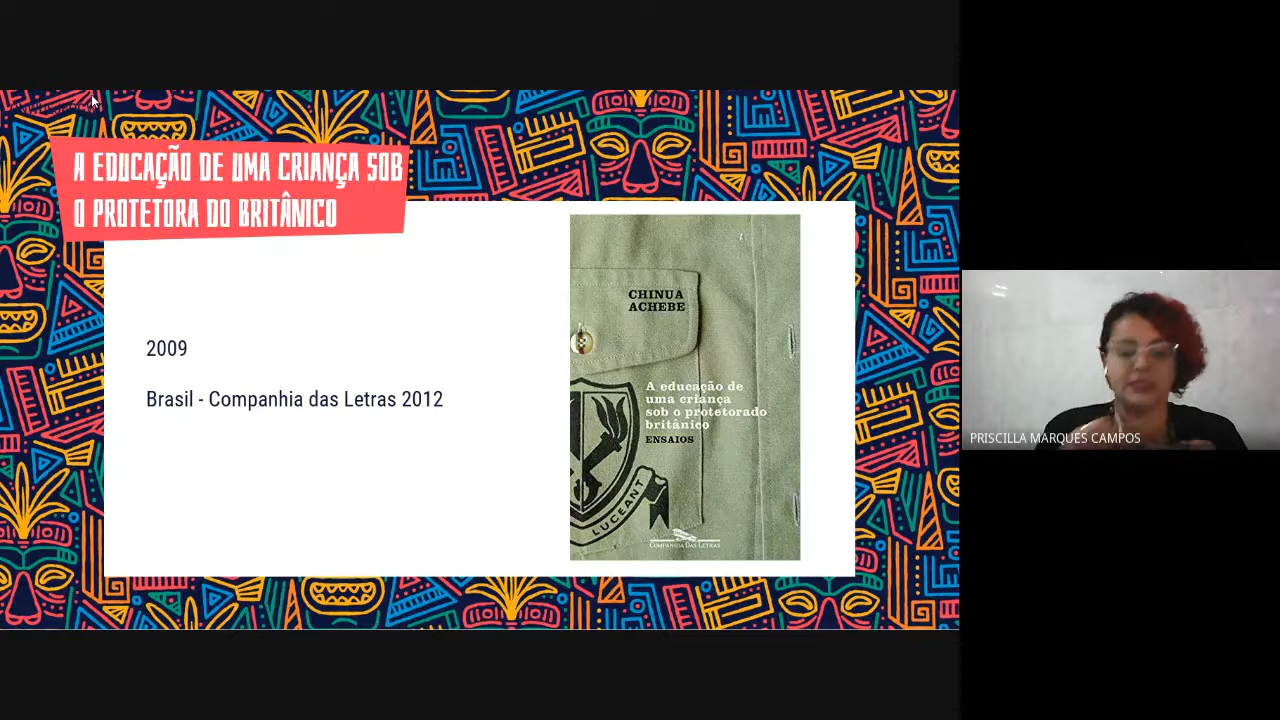 A EDUCAÇÃO DE UMA CRIANÇA SOB
O PROTETORA DO BRITÂNICO
2009
Brasil - Companhia das Letras 2012
CHINUA
ACHEBE
A educação de
uma criança
sob o protetorado
britânico
ENSAIOS
LUCEANT
COMPANHIA DAS LETRAS
PRISCILLA MARQUES CAMPOS